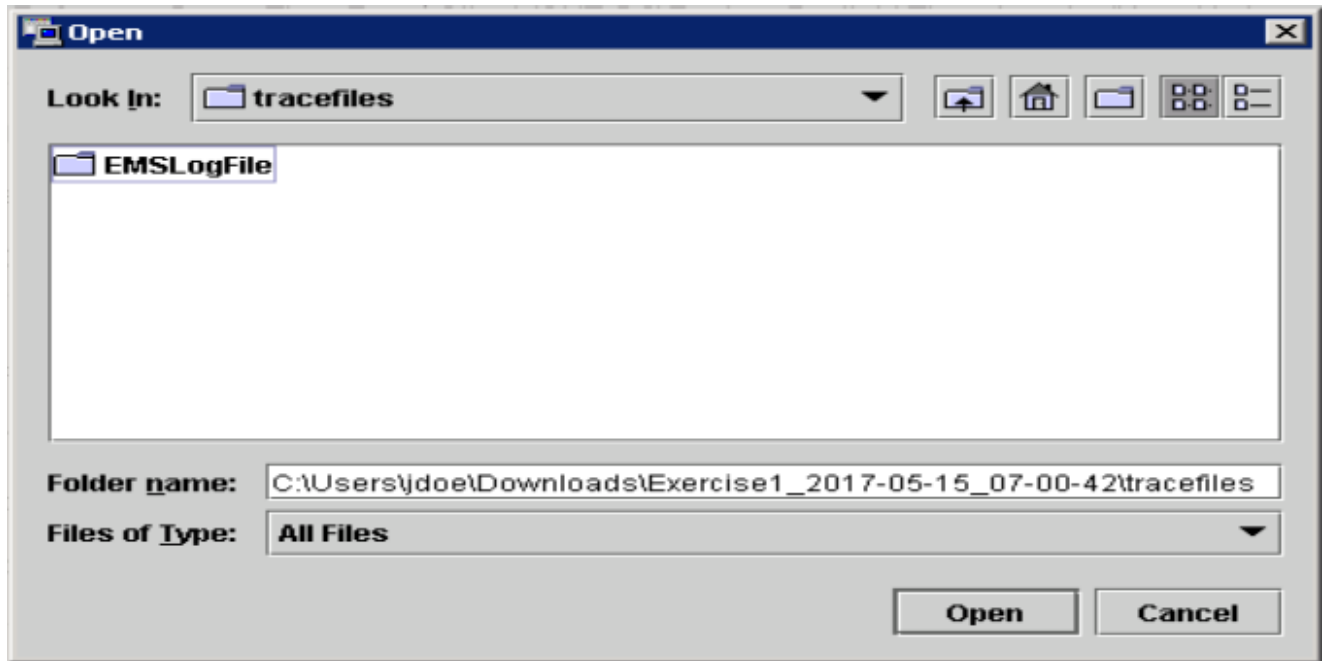 Open
Look In: tracefiles
EMSLogFile
Folder name: C:\Users\jdoe\Downloads\Exercise1_2017-05-15_07-00-42\tracefiles
Files of Type: All Files
Open Cancel